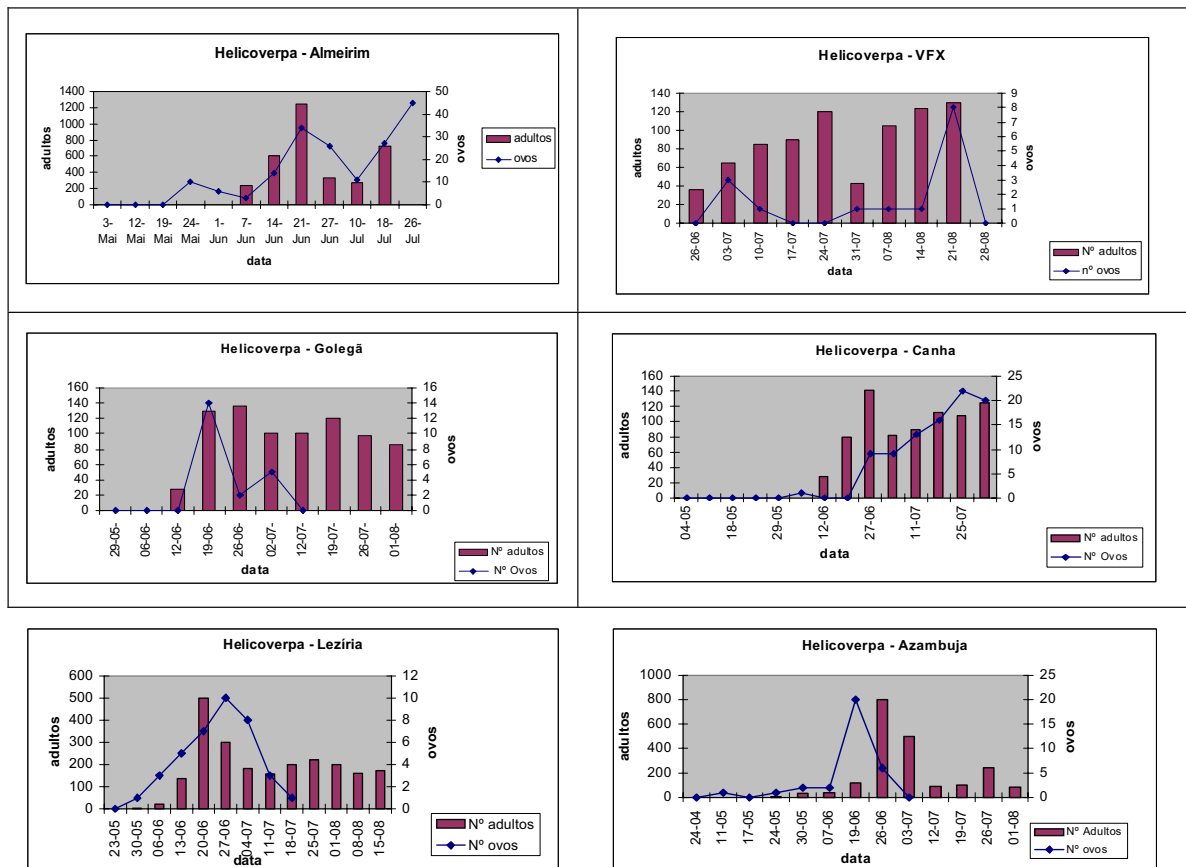 Helicoverpa - Almeirim
adultos
1400
1200
1000
800
600
400
200
0
50
40
30
20
10
0
ovos
adultos
ovos
3-Mai 12-Mai 19-Mai 24-Mai 1-Jun 7-Jun 14-Jun 21-Jun 27-Jun 10-Jul 18-Jul 26-Jul
data
Helicoverpa - VFX
adultos
140
120
100
80
60
40
20
0
9
8
7
6
5
4
3
2
1
0
ovos
26-06 03-07 10-07 17-07 24-07 31-07 07-08 14-08 21-08 28-08
data
Nº adultos
nº ovos
Helicoverpa - Golegã
adultos
160
140
120
100
80
60
40
20
0
16
14
12
10
8
6
4
2
0
ovos
29-05- 06-06- 12-06- 19-06- 26-06- 02-07- 12-07- 19-07- 26-07- 01-08-
data
Nº adultos
Nº Ovos
Helicoverpa - Canha
adultos
160
140
120
100
80
60
40
20
0
25
20
15
10
5
0
ovos
04-05 18-05 29-05 12-06 27-06 11-07 25-07
data
Nº adultos
Nº Ovos
Helicoverpa - Lezíria
adultos
600
500
400
300
200
100
0
12
10
8
6
4
2
0
ovos
23-05 30-05 06-06 13-06 20-06 27-06 04-07 11-07 18-07 25-07 01-08 08-08 15-08
data
Nº adultos
Nº ovos
Helicoverpa - Azambuja
adultos
1000
800
600
400
200
0
25
20
15
10
5
0
ovos
24-04 11-05 17-05 24-05 30-05 07-06 19-06 26-06 03-07 12-07 19-07 26-07 01-08
data
Nº Adultos
Nº ovos